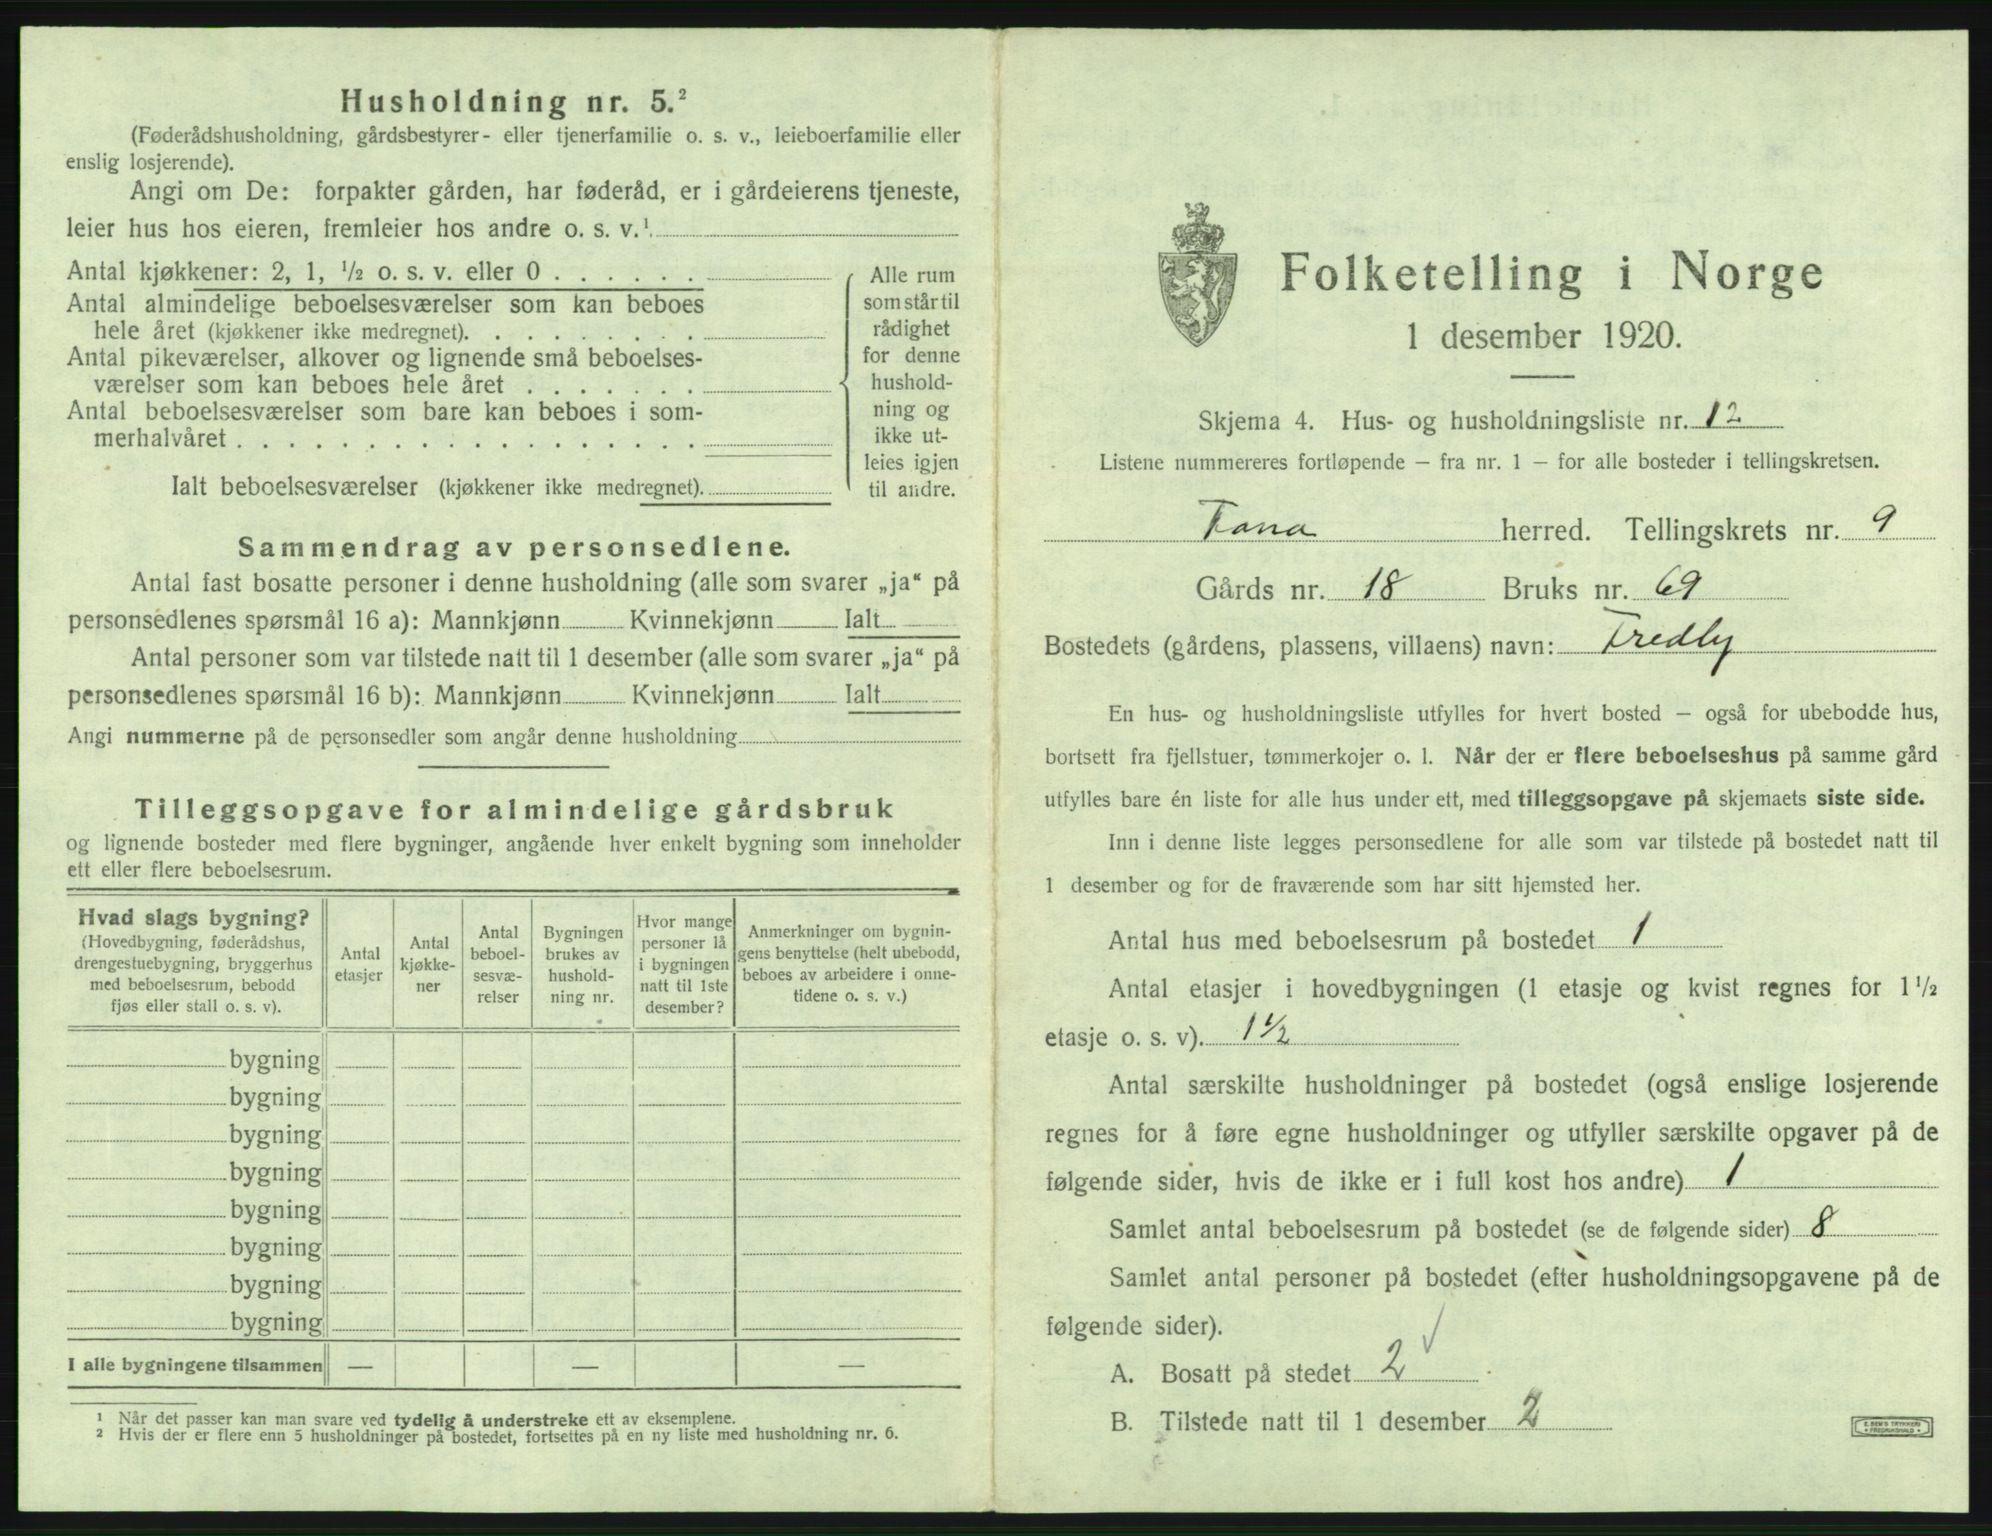 Husholdning nr. 5.²
(Føderådshusholdning, gårdsbestyrer- eller tjenerfamilie o. s. v., leieboerfamilie eller
enslig losjerende).
Angi om De: forpakter gården, har føderåd, er i gårdeierens tjeneste,
leier hus hos eieren, fremleier hos andre o. s. v.¹
Antal kjøkkener: 2, 1, ½ o. s. v. eller 0 . . . . . .
Antal almindelige beboelsesværelser som kan beboes
hele året (kjøkkener ikke medregnet). . . . . . . . .
Antal pikeværelser, alkover og lignende små beboelses-
værelser som kan beboes hele året . . . . . . .
Antal beboelsesværelser som bare kan beboes i som-
merhalvåret . . . . . . . . . . . . . . . . . .
Ialt beboelsesværelser (kjøkkener ikke medregnet).
Alle rum
som står til
rådighet
for denne
hushold-
ning og
ikke ut-
leies igjen
til andre.
Sammendrag av personsedlene.
Antal fast bosatte personer i denne husholdning (alle som svarer „ja“ på
personsedlenes spørsmål 16 a): Mannkjønn Kvinnekjønn Ialt
Antal personer som var tilstede natt til 1 desember (alle som svarer „ja“ på
personsedlenes spørsmål 16 b): Mannkjønn Kvinnekjønn Ialt
Angi nummerne på de personsedler som angår denne husholdning
Tilleggsopgave for almindelige gårdsbruk
og lignende bosteder med flere bygninger, angående hver enkelt bygning som inneholder
ett eller flere beboelsesrum.
Hvad slags bygning?
(Hovedbygning, føderådshus,
drengestuebygning, bryggerhus
med beboelsesrum, bebodd
fjøs eller stall o. s. v).
Antal
etasjer
Antal
kjøkke-
ner
Antal
beboel-
sesvæ-
relser
Bygningen
brukes av
hushold-
ning nr.
Hvor mange
personer lå
i bygningen
natt til 1ste
desember?
Anmerkninger om bygnin-
gens benyttelse (helt ubebodd,
beboes av arbeidere i onne-
tidene o. s. v.)
bygning
bygning
bygning
bygning
bygning
bygning
bygning
bygning
I alle bygningene tilsammen — — —
¹ Når det passer kan man svare ved tydelig å understreke ett av eksemplene.
² Hvis der er flere enn 5 husholdninger på bostedet, fortsettes på en ny liste med husholdning nr. 6.
Folketelling i Norge
1 desember 1920.
Skjema 4. Hus- og husholdningsliste nr. 12
Listene nummereres fortløpende — fra nr. 1 — for alle bosteder i tellingskretsen.
Fana herred. Tellingskrets nr. 9
Gårds nr. 18 Bruks nr. 69
Bostedets (gårdens, plassens, villaens) navn: Fredly
En hus- og husholdningsliste utfylles for hvert bosted — også for ubebodde hus,
bortsett fra fjellstuer, tømmerkojer o. l. Når der er flere beboelseshus på samme gård
utfylles bare én liste for alle hus under ett, med tilleggsopgave på skjemaets siste side.
Inn i denne liste legges personsedlene for alle som var tilstede på bostedet natt til
1 desember og for de fraværende som har sitt hjemsted her.
Antal hus med beboelsesrum på bostedet 1
Antal etasjer i hovedbygningen (1 etasje og kvist regnes for 1½
etasje o. s. v). 1½
Antal særskilte husholdninger på bostedet (også enslige losjerende
regnes for å føre egne husholdninger og utfyller særskilte opgaver på de
følgende sider, hvis de ikke er i full kost hos andre) 1
Samlet antal beboelsesrum på bostedet (se de følgende sider) 8
Samlet antal personer på bostedet (efter husholdningsopgavene på de
følgende sider).
A. Bosatt på stedet 2 ✓
B. Tilstede natt til 1 desember 2
E. SEM'S TRYKKERI
• FREDRIKSHALD •